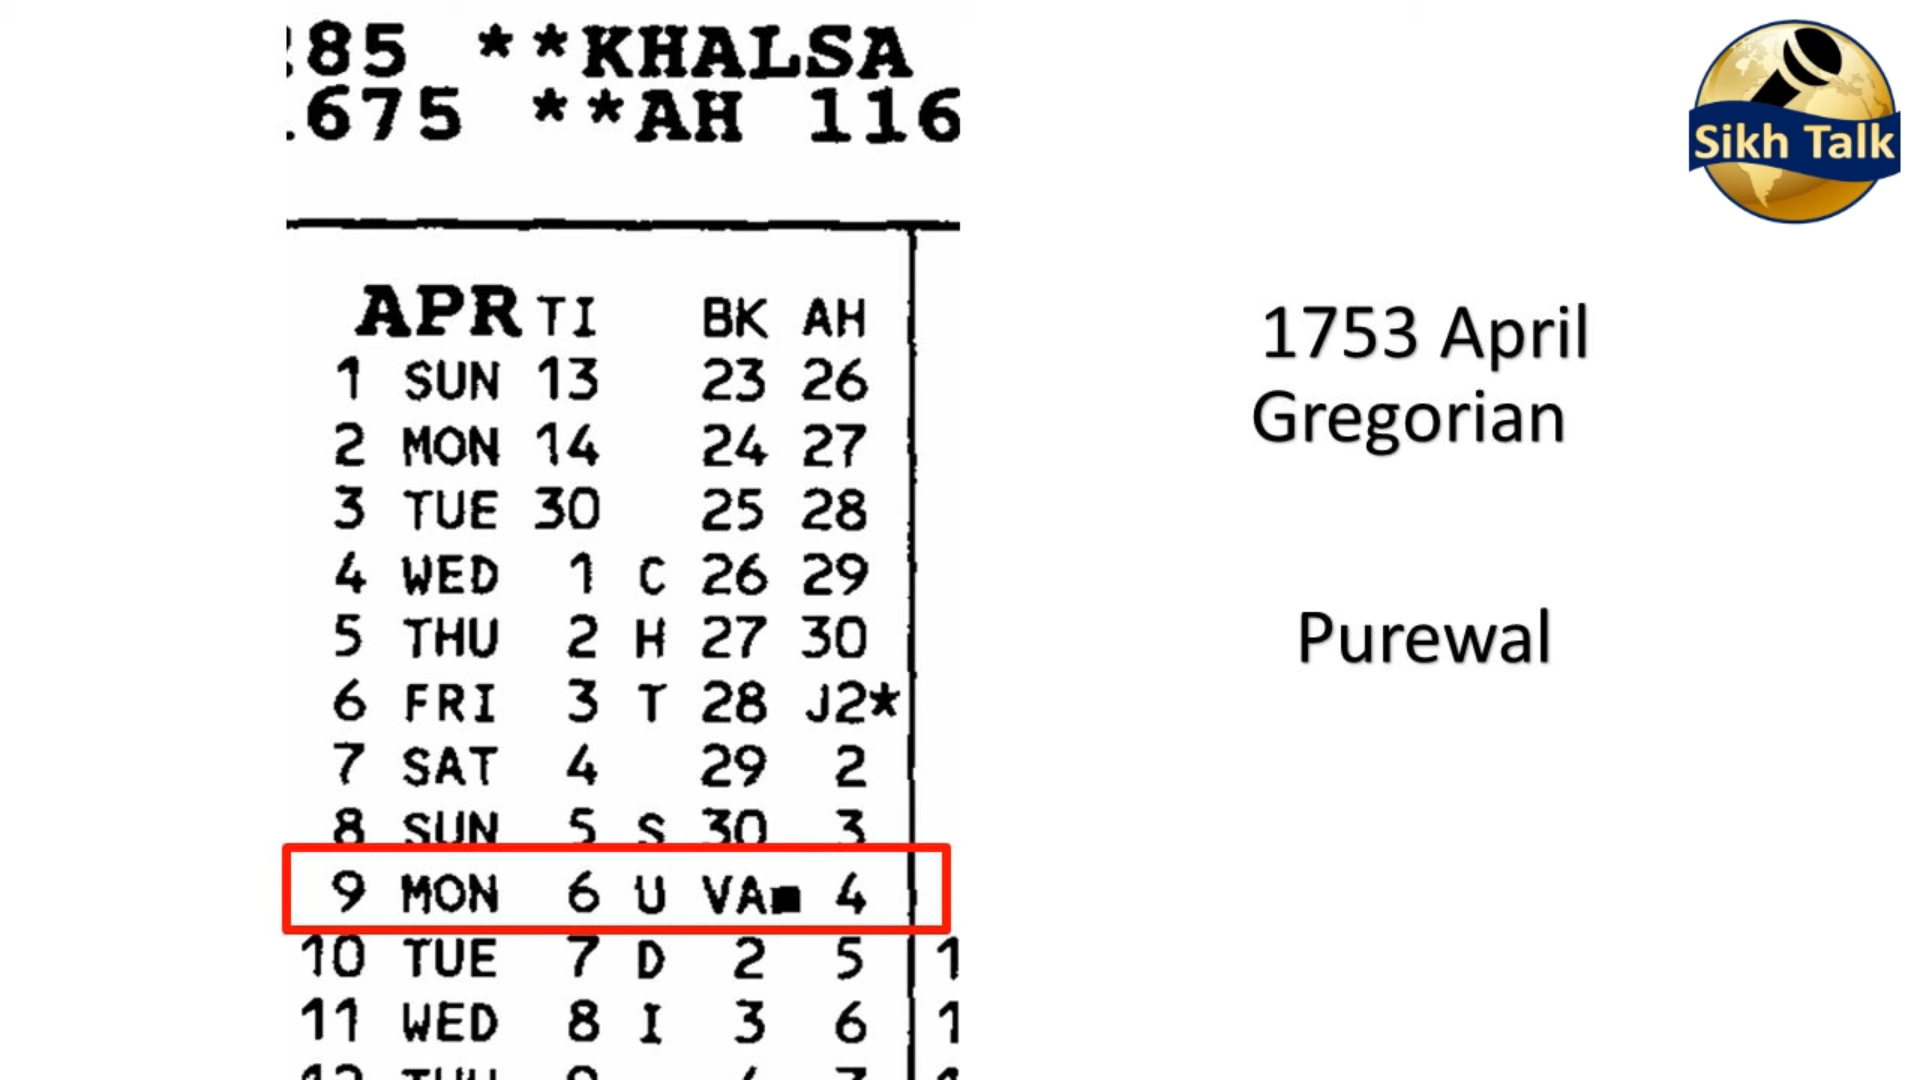 85 **KHALSA
1675 **AH 116
Sikh Talk
APR TI BK AH
1 SUN 13 23 26
2 MON 14 24 27
3 TUE 30 25 28
4 WED 1 C 26 29
5 THU 2 H 27 30
6 FRI 3 T 28 J2*
7 SAT 4 29 2
8 SUN 5 S 30 3
9 MON 6 U VA■ 4
10 TUE 7 D 2 5 1
11 WED 8 I 3 6 1
1753 April
Gregorian
Purewal